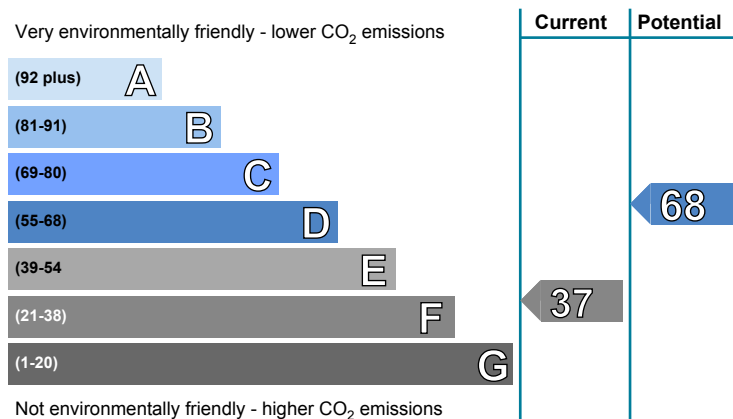 Current Potential
Very environmentally friendly - lower CO2 emissions
(92 plus) A
(81-91) B
(69-80) C
(55-68) D
68
(39-54 E
(21-38) F
37
(1-20) G
Not environmentally friendly - higher CO2 emissions